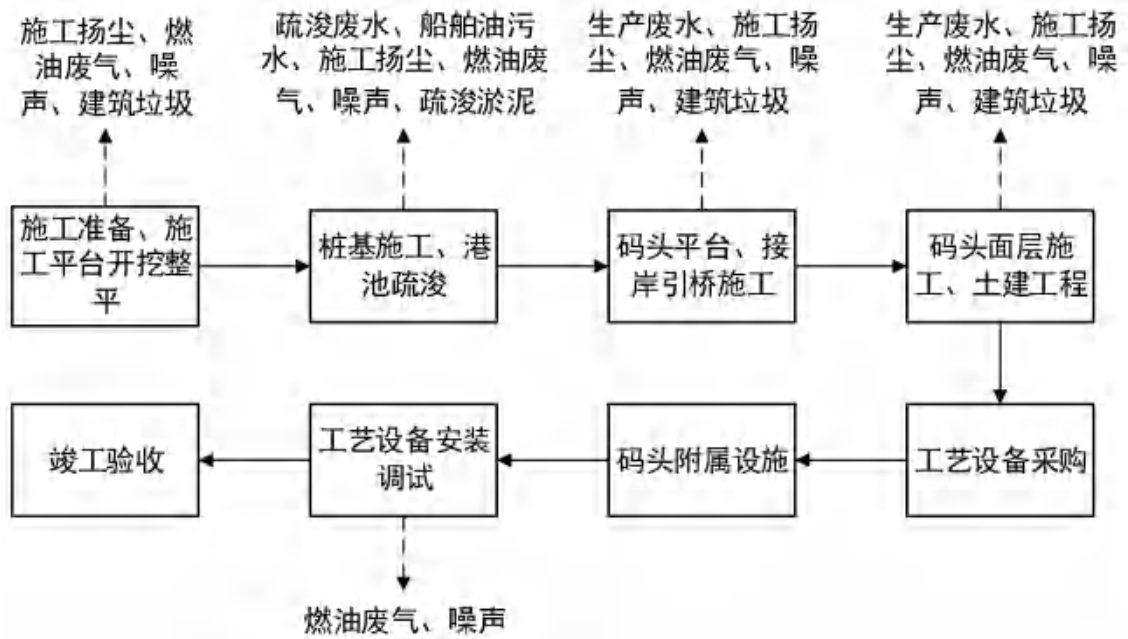 施工扬尘、燃
油废气、噪
声、建筑垃圾
疏浚废水、船舶油污
水、施工扬尘、燃油废
气、噪声、疏浚淤泥
生产废水、施工扬
尘、燃油废气、噪
声、建筑垃圾
生产废水、施工扬
尘、燃油废气、噪
声、建筑垃圾
施工准备、施
工平台开挖整
平
桩基施工、港
池疏浚
码头平台、接
岸引桥施工
码头面层施
工、土建工程
竣工验收
工艺设备安装
调试
码头附属设施
工艺设备采购
燃油废气、噪声